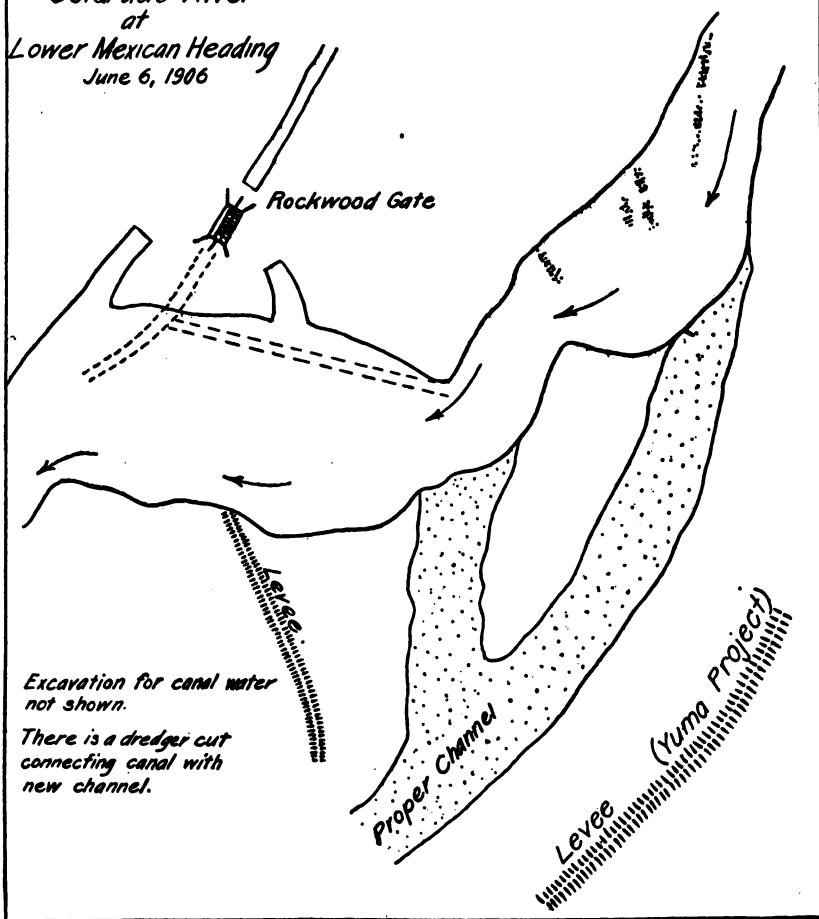 at
Lower Mexican Heading
June 6, 1906
Rockwood Gate
Levee
Excavation for canal water
not shown.
There is a dredger cut
connecting canal with
new channel.
Proper Channel
Levee (Yuma Project)